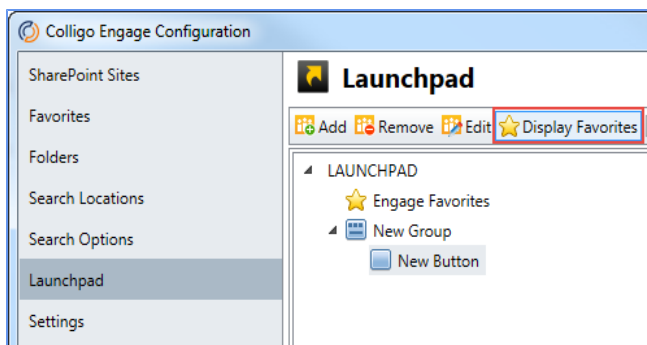 Colligo Engage Configuration
SharePoint Sites
Favorites
Folders
Search Locations
Search Options
Launchpad
Settings
Launchpad
Add Remove Edit Display Favorites
LAUNCHPAD
Engage Favorites
New Group
New Button